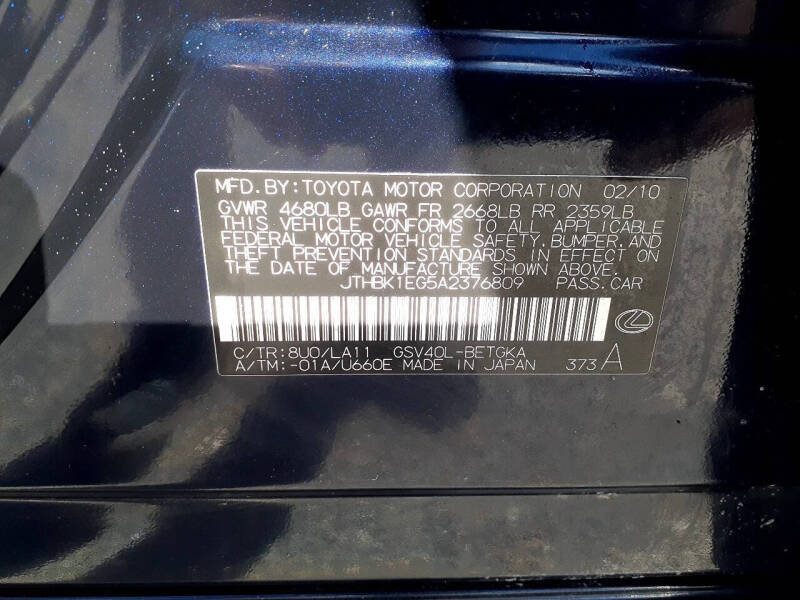 MFD.BY:TOYOTA MOTOR CORPORATION 02/10
GVWR 4680LB GAWR FR 2668LB RR 2359LB
THIS VEHICLE CONFORMS TO ALL APPLICABLE
FEDERAL MOTOR VEHICLE SAFETY,BUMPER,AND
THEFT PREVENTION STANDARDS IN EFFECT ON
THE DATE OF MANUFACTURE SHOWN ABOVE.
JTHBK1EG5A2376809 PASS.CAR
C/TR:8U0/LA11 GSV40L-BETGKA
A/TM:-01A/U660E MADE IN JAPAN 373 A